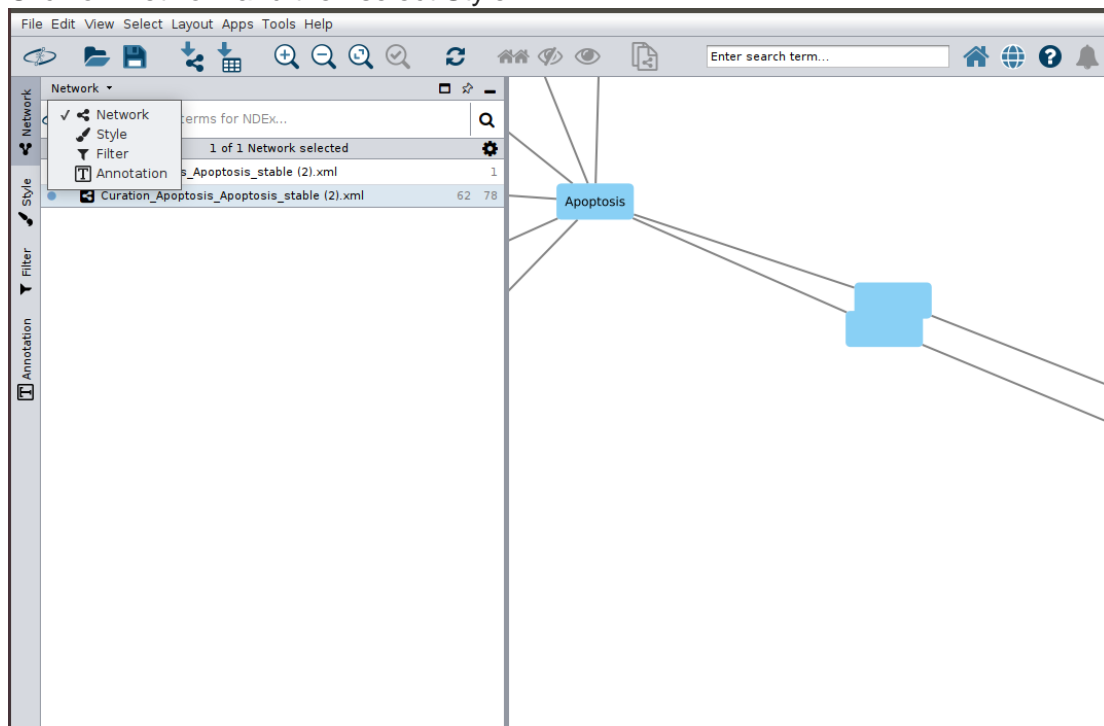 File Edit View Select Layout Apps Tools Help
Enter search term...
Network
Network
Style
Filter
Annotation
terms for NDEx...
1 of 1 Network selected
s_Apoptosis_stable (2).xml 1
Curation_Apoptosis_Apoptosis_stable (2).xml 62 78
Network
Style
Filter
Annotation
Apoptosis